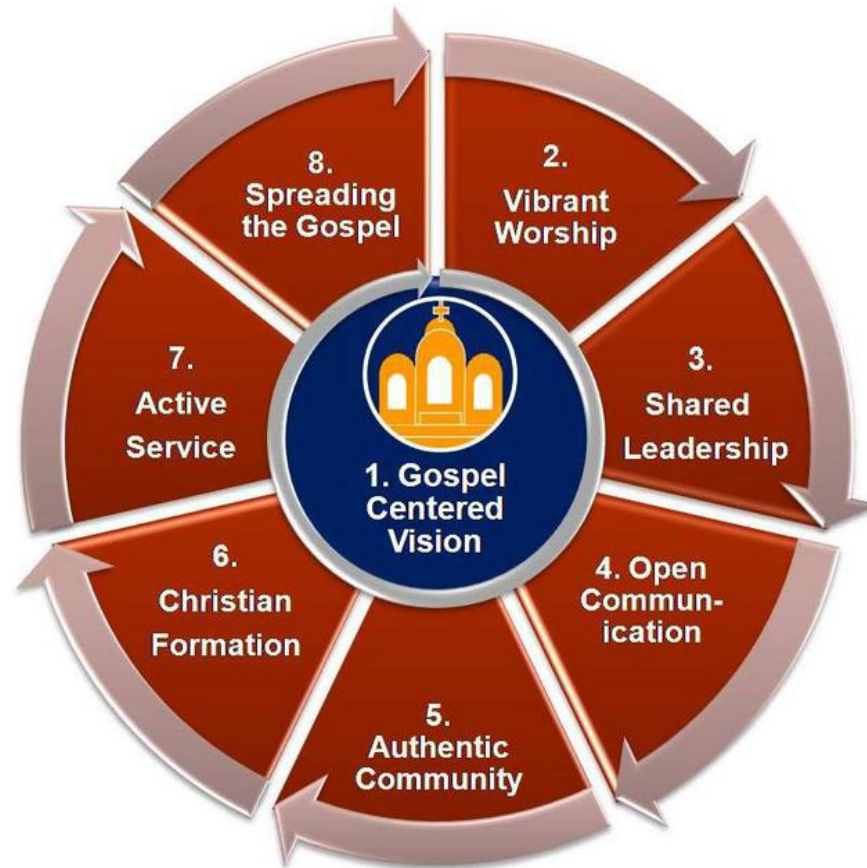 1. Gospel
Centered
Vision
2.
Vibrant
Worship
3.
Shared
Leadership
4. Open
Commun-
ication
5.
Authentic
Community
6.
Christian
Formation
7.
Active
Service
8.
Spreading
the Gospel